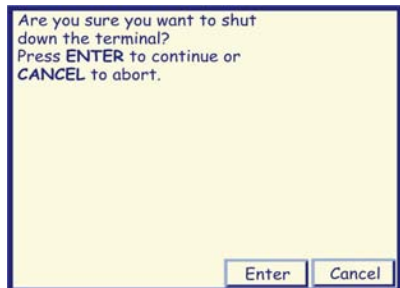 Are you sure you want to shut
down the terminal?
Press ENTER to continue or
CANCEL to abort.
Enter Cancel